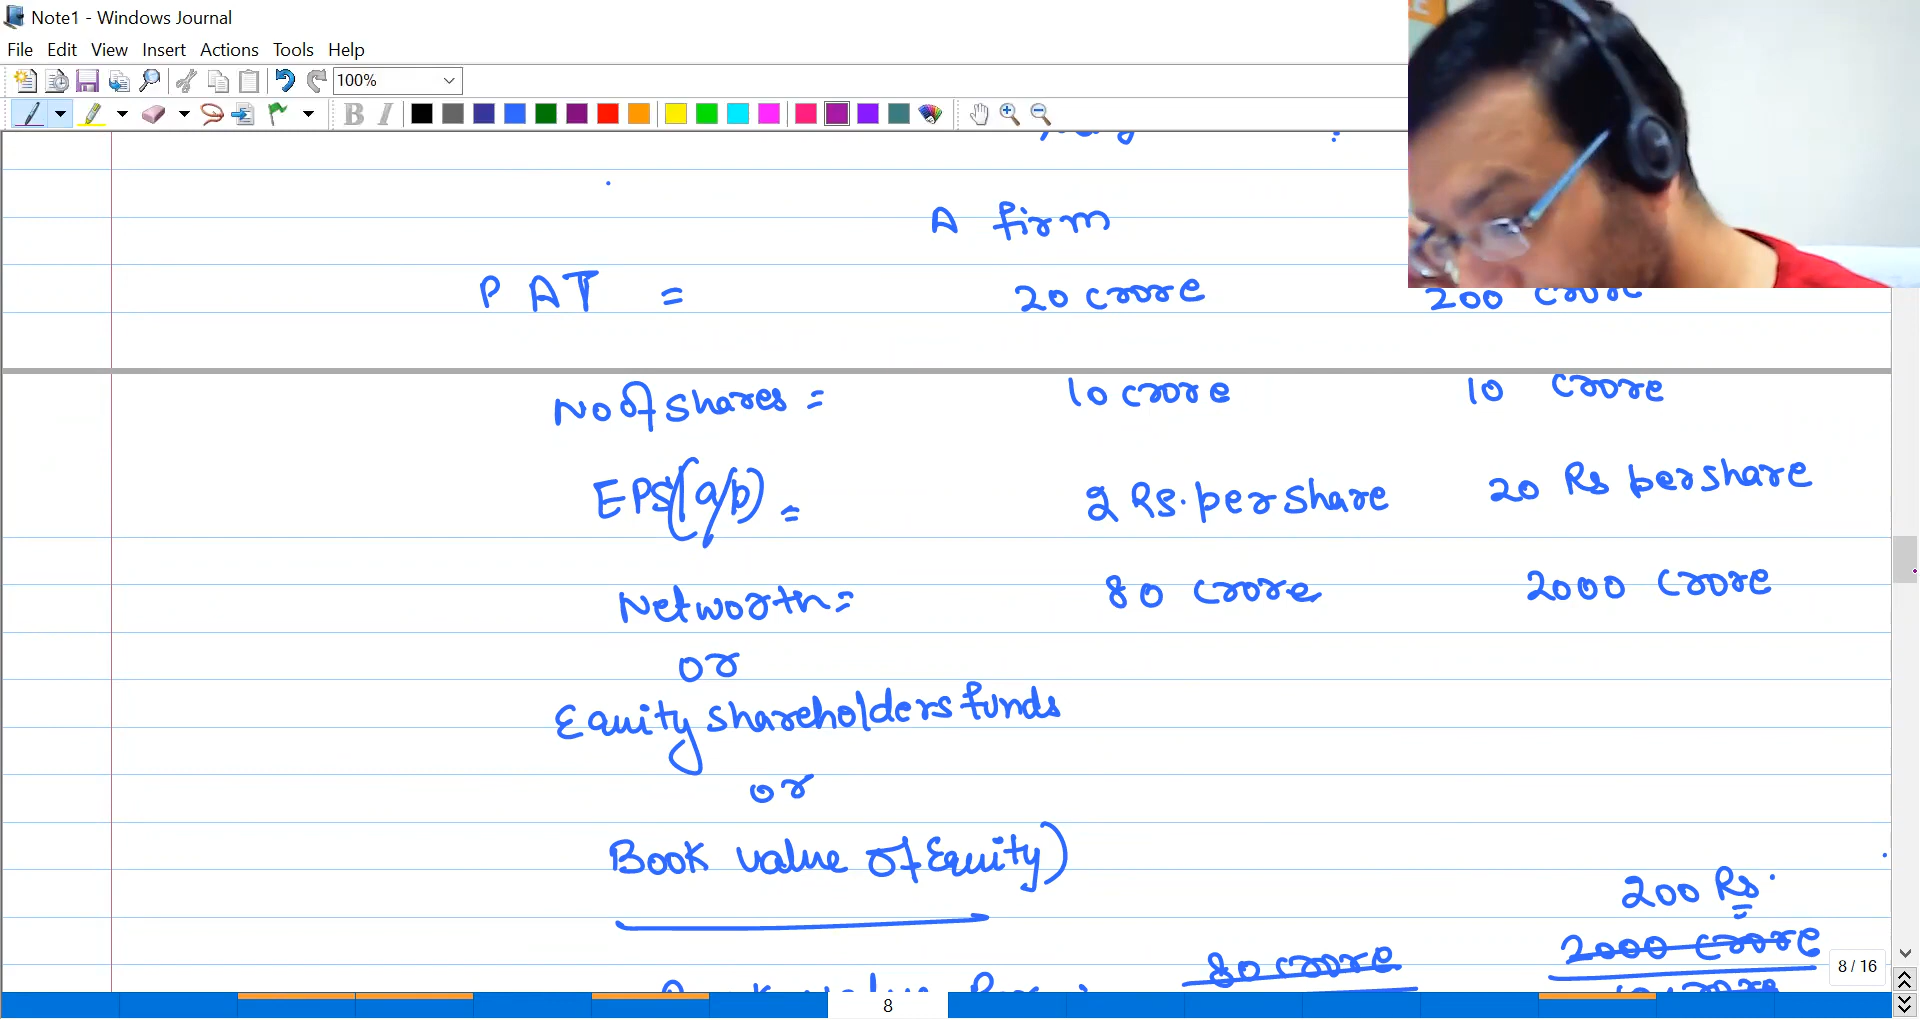 Note1 - Windows Journal
File Edit View Insert Actions Tools Help
100%
B I
A firm
PAT = 20 crore 200 crore
No of shares = 10 crore 10 crore
EPS (a/b) = 2 Rs. per share 20 Rs per share
Networth = 80 crore 2000 crore
or
Equity shareholders funds
or
Book value of Equity)
200 Rs.
80 crore 2000 crore
8 / 16
8